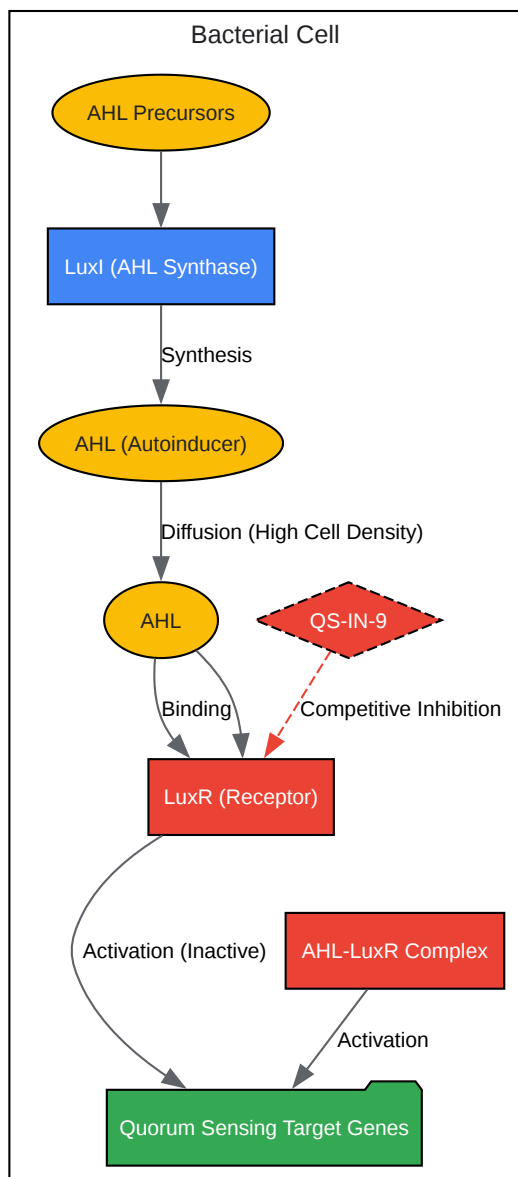 Bacterial Cell
AHL Precursors
LuxI (AHL Synthase)
Synthesis
AHL (Autoinducer)
Diffusion (High Cell Density)
AHL
QS-IN-9
Binding
Competitive Inhibition
LuxR (Receptor)
Activation (Inactive)
AHL-LuxR Complex
Activation
Quorum Sensing Target Genes